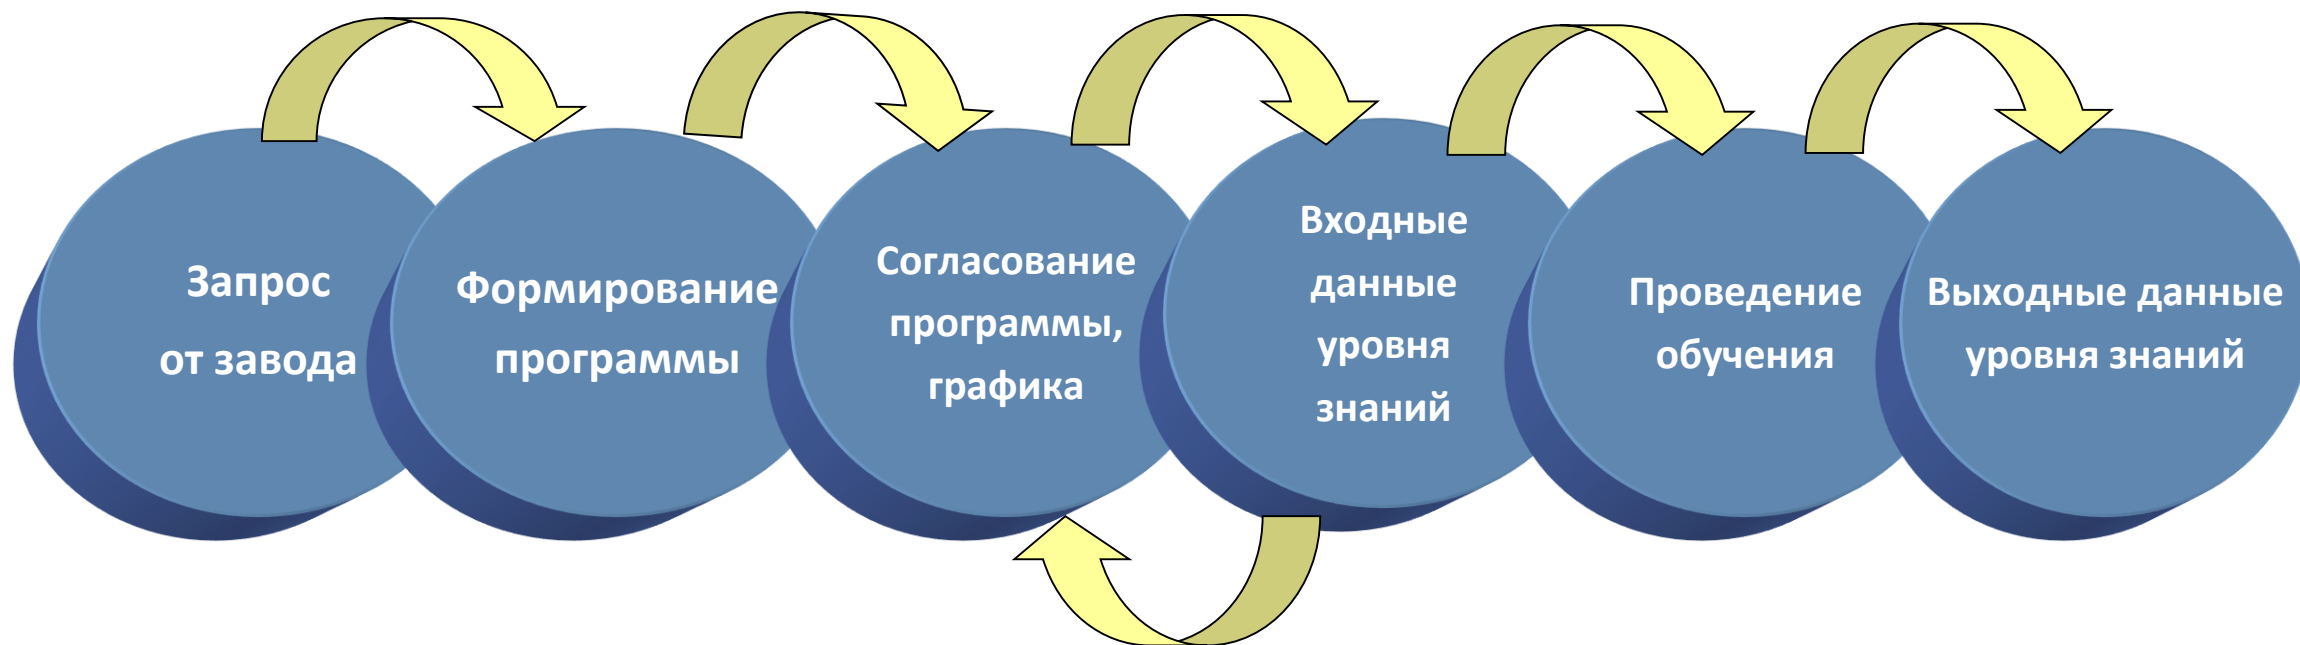 Запрос
от завода
Формирование
программы
Согласование
программы,
графика
Входные
данные
уровня
знаний
Проведение
обучения
Выходные данные
уровня знаний